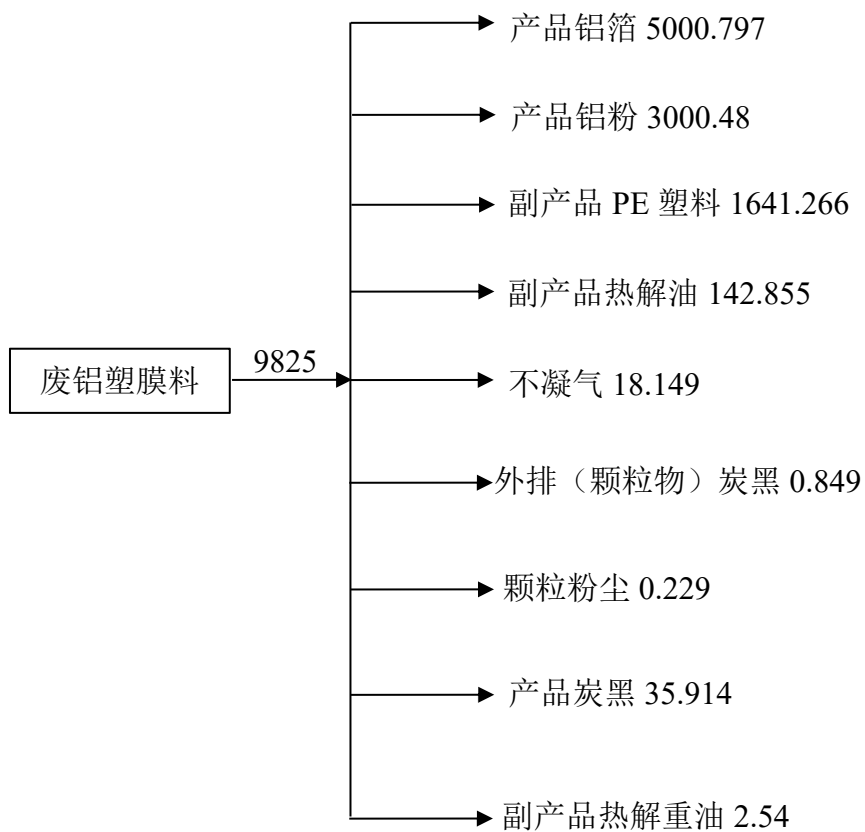 产品铝箔 5000.797
产品铝粉 3000.48
副产品 PE 塑料 1641.266
副产品热解油 142.855
废铝塑膜料
9825
不凝气 18.149
外排（颗粒物）炭黑 0.849
颗粒粉尘 0.229
产品炭黑 35.914
副产品热解重油 2.54